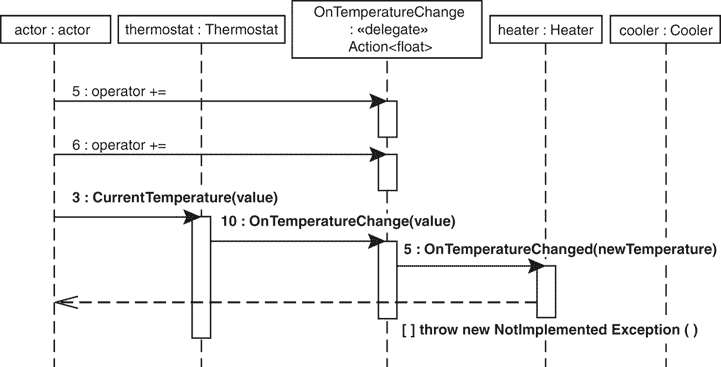 actor : actor
thermostat : Thermostat
OnTemperatureChange
: «delegate»
Action<float>
heater : Heater
cooler : Cooler
5 : operator +=
6 : operator +=
3 : CurrentTemperature(value)
10 : OnTemperatureChange(value)
5 : OnTemperatureChanged(newTemperature)
[ ] throw new NotImplemented Exception ( )